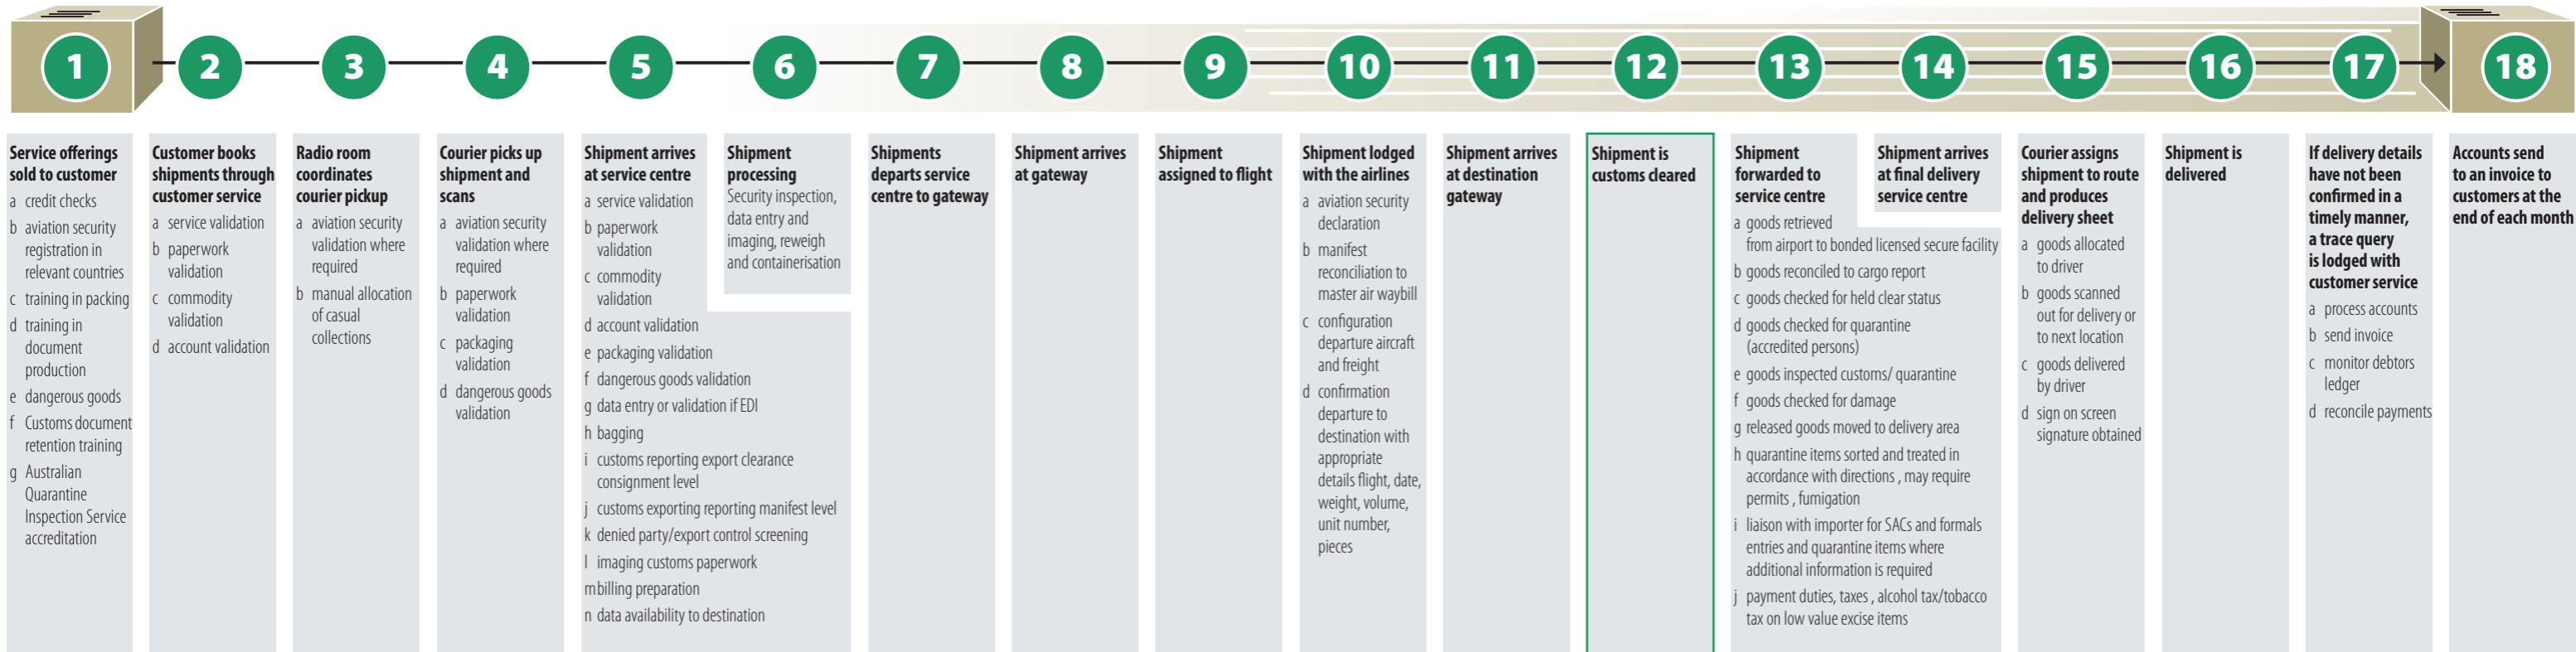 1
2
3
4
5
6
7
8
9
10
11
12
13
14
15
16
17
18
Service offerings
sold to customer
a credit checks
b aviation security
registration in
relevant countries
c training in packing
d training in
document
production
e dangerous goods
f Customs document
retention training
g Australian
Quarantine
Inspection Service
accreditation
Customer books
shipments through
customer service
a service validation
b paperwork
validation
c commodity
validation
d account validation
Radio room
coordinates
courier pickup
a aviation security
validation where
required
b manual allocation
of casual
collections
Courier picks up
shipment and
scans
a aviation security
validation where
required
b paperwork
validation
c packaging
validation
d dangerous goods
validation
Shipment arrives
at service centre
a service validation
b paperwork
validation
c commodity
validation
d account validation
e packaging validation
f dangerous goods validation
g data entry or validation if EDI
h bagging
i customs reporting export clearance
consignment level
j customs exporting reporting manifest level
k denied party/export control screening
l imaging customs paperwork
m billing preparation
n data availability to destination
Shipment
processing
Security inspection,
data entry and
imaging, reweigh
and containerisation
Shipments
departs service
centre to gateway
Shipment arrives
at gateway
Shipment
assigned to flight
Shipment lodged
with the airlines
a aviation security
declaration
b manifest
reconciliation to
master air waybill
c configuration
departure aircraft
and freight
d confirmation
departure to
destination with
appropriate
details flight, date,
weight, volume,
unit number,
pieces
Shipment arrives
at destination
gateway
Shipment is
customs cleared
Shipment
forwarded to
service centre
a goods retrieved
from airport to bonded licensed secure facility
b goods reconciled to cargo report
c goods checked for held clear status
d goods checked for quarantine
(accredited persons)
e goods inspected customs/ quarantine
f goods checked for damage
g released goods moved to delivery area
h quarantine items sorted and treated in
accordance with directions , may require
permits , fumigation
i liaison with importer for SACs and formals
entries and quarantine items where
additional information is required
j payment duties, taxes , alcohol tax/tobacco
tax on low value excise items
Shipment arrives
at final delivery
service centre
Courier assigns
shipment to route
and produces
delivery sheet
a goods allocated
to driver
b goods scanned
out for delivery or
to next location
c goods delivered
by driver
d sign on screen
signature obtained
Shipment is
delivered
If delivery details
have not been
confirmed in a
timely manner,
a trace query
is lodged with
customer service
a process accounts
b send invoice
c monitor debtors
ledger
d reconcile payments
Accounts send
to an invoice to
customers at the
end of each month